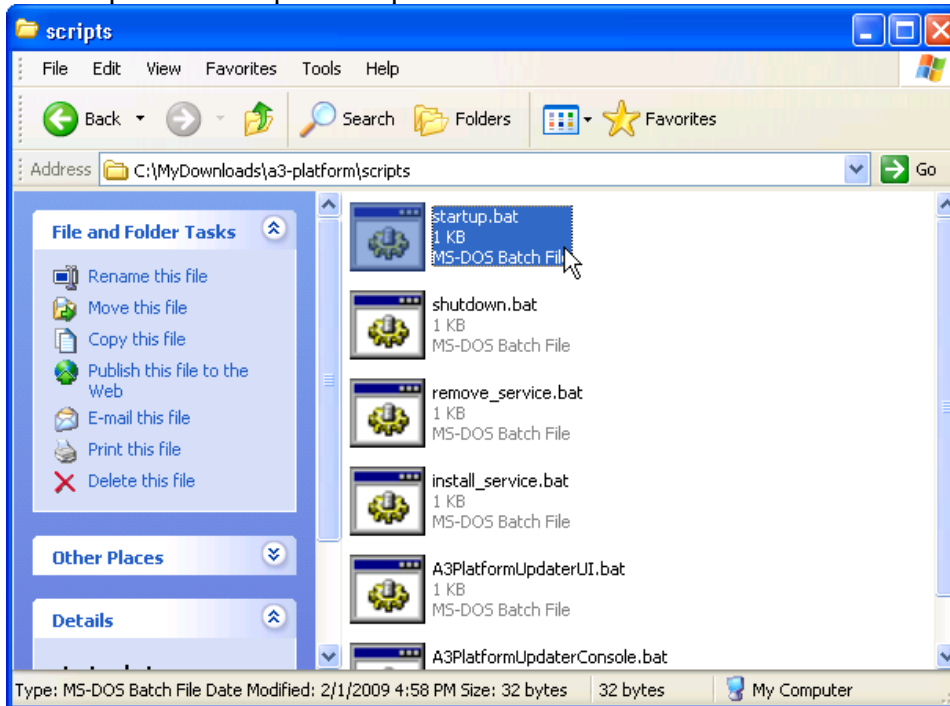 scripts
File Edit View Favorites Tools Help
Back Search Folders Favorites
Address C:\MyDownloads\a3-platform\scripts Go
File and Folder Tasks
Rename this file
Move this file
Copy this file
Publish this file to the
Web
E-mail this file
Print this file
Delete this file
Other Places
Details
startup.bat
1 KB
MS-DOS Batch File
shutdown.bat
1 KB
MS-DOS Batch File
remove_service.bat
1 KB
MS-DOS Batch File
install_service.bat
1 KB
MS-DOS Batch File
A3PlatformUpdaterUI.bat
1 KB
MS-DOS Batch File
A3PlatformUpdaterConsole.bat
Type: MS-DOS Batch File Date Modified: 2/1/2009 4:58 PM Size: 32 bytes 32 bytes My Computer